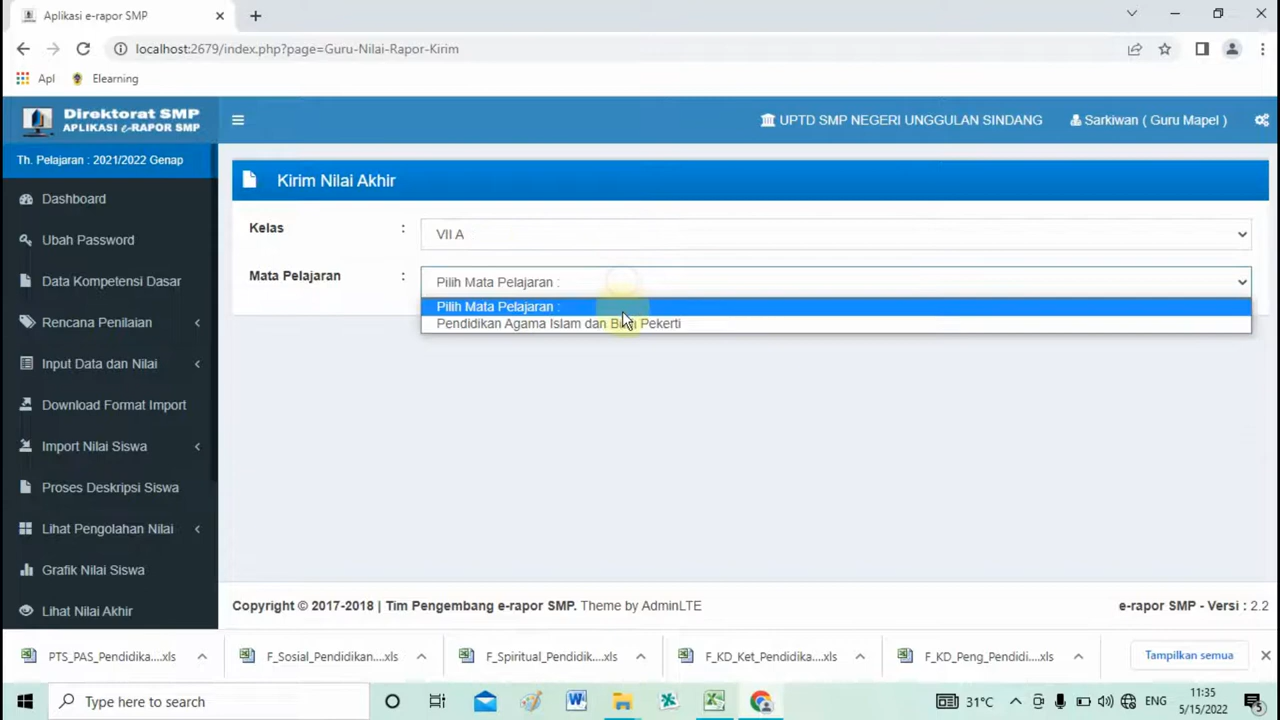 Aplikasi e-rapor SMP
localhost:2679/index.php?page=Guru-Nilai-Rapor-Kirim
Apl
Elearning
Direktorat SMP
APLIKASI e-RAPOR SMP
UPTD SMP NEGERI UNGGULAN SINDANG
Sarkiwan ( Guru Mapel )
Th. Pelajaran : 2021/2022 Genap
Dashboard
Ubah Password
Data Kompetensi Dasar
Rencana Penilaian
Input Data dan Nilai
Download Format Import
Import Nilai Siswa
Proses Deskripsi Siswa
Lihat Pengolahan Nilai
Grafik Nilai Siswa
Lihat Nilai Akhir
Kirim Nilai Akhir
Kelas : VII A
Mata Pelajaran : Pilih Mata Pelajaran :
Pilih Mata Pelajaran :
Pendidikan Agama Islam dan Budi Pekerti
Copyright © 2017-2018 | Tim Pengembang e-rapor SMP. Theme by AdminLTE
e-rapor SMP - Versi : 2.2
PTS_PAS_Pendidika....xls
F_Sosial_Pendidikan....xls
F_Spiritual_Pendidik....xls
F_KD_Ket_Pendidika....xls
F_KD_Peng_Pendidi....xls
Tampilkan semua
Type here to search
31°C
ENG
11:35
5/15/2022
5